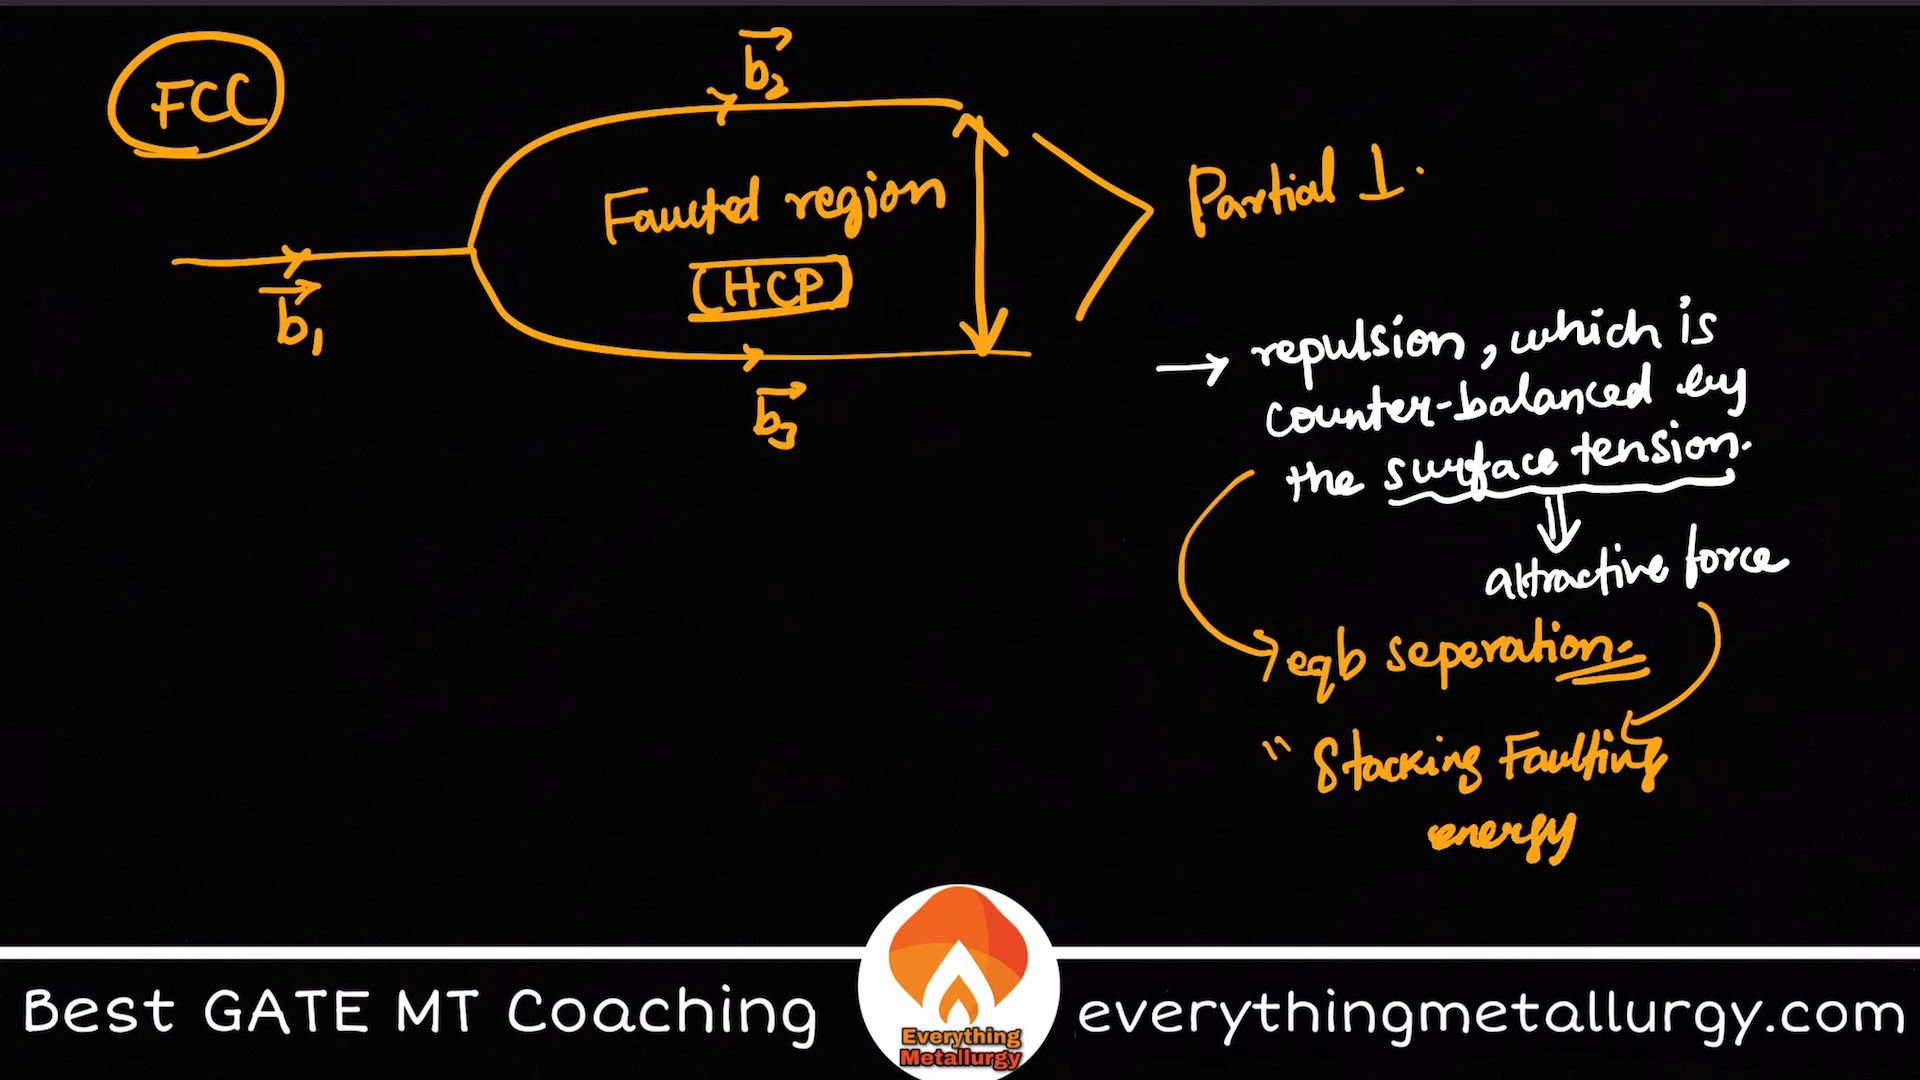 FCC
b2
Faulted region
(HCP)
b1
b3
Partial ⊥.
→ repulsion, which is
counter-balanced by
the surface tension.
attractive force
eqb seperation.
" Stacking Faulting
energy
Best GATE MT Coaching
Everything
Metallurgy
everythingmetallurgy.com